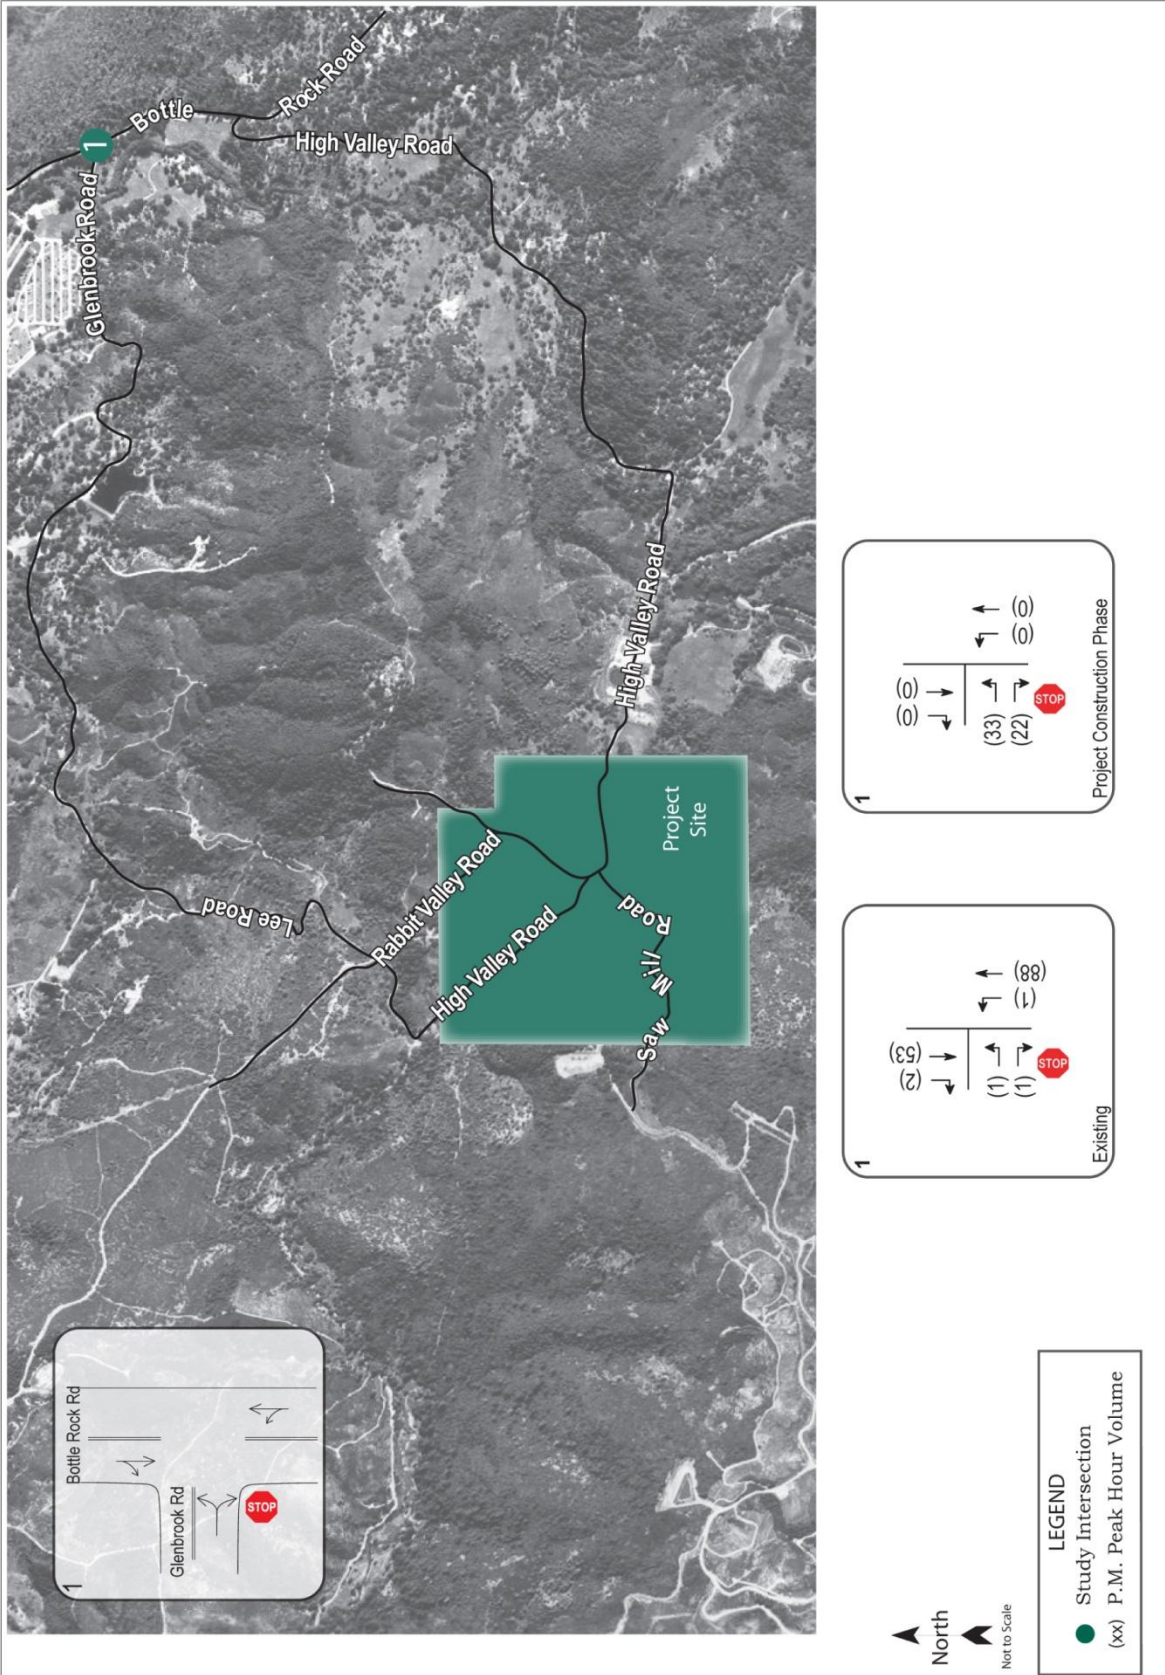 1
Bottle Rock Rd
Glenbrook Rd
STOP
Glenbrook Road
1
Bottle
Rock Road
High Valley Road
Lee Road
Rabbit Valley Road
High Valley Road
High Valley Road
Saw Mill Road
Project
Site
1
(2) (53)
(1) (88)
(1)
(1)
STOP
Existing
1
(0) (0)
(0) (0)
(33)
(22)
STOP
Project Construction Phase
North
Not to Scale
LEGEND
Study Intersection
(xx) P.M. Peak Hour Volume